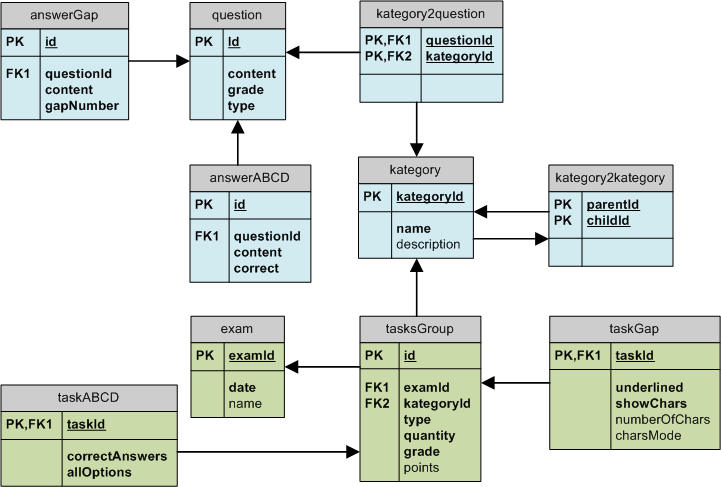 answerGap
PK id
FK1 questionId
content
gapNumber
question
PK Id
content
grade
type
kategory2question
PK,FK1 questionId
PK,FK2 kategoryId
answerABCD
PK id
FK1 questionId
content
correct
kategory
PK kategoryId
name
description
kategory2kategory
PK parentId
PK childId
exam
PK examId
date
name
tasksGroup
PK id
FK1 examId
FK2 kategoryId
type
quantity
grade
points
taskGap
PK,FK1 taskId
underlined
showChars
numberOfChars
charsMode
taskABCD
PK,FK1 taskId
correctAnswers
allOptions